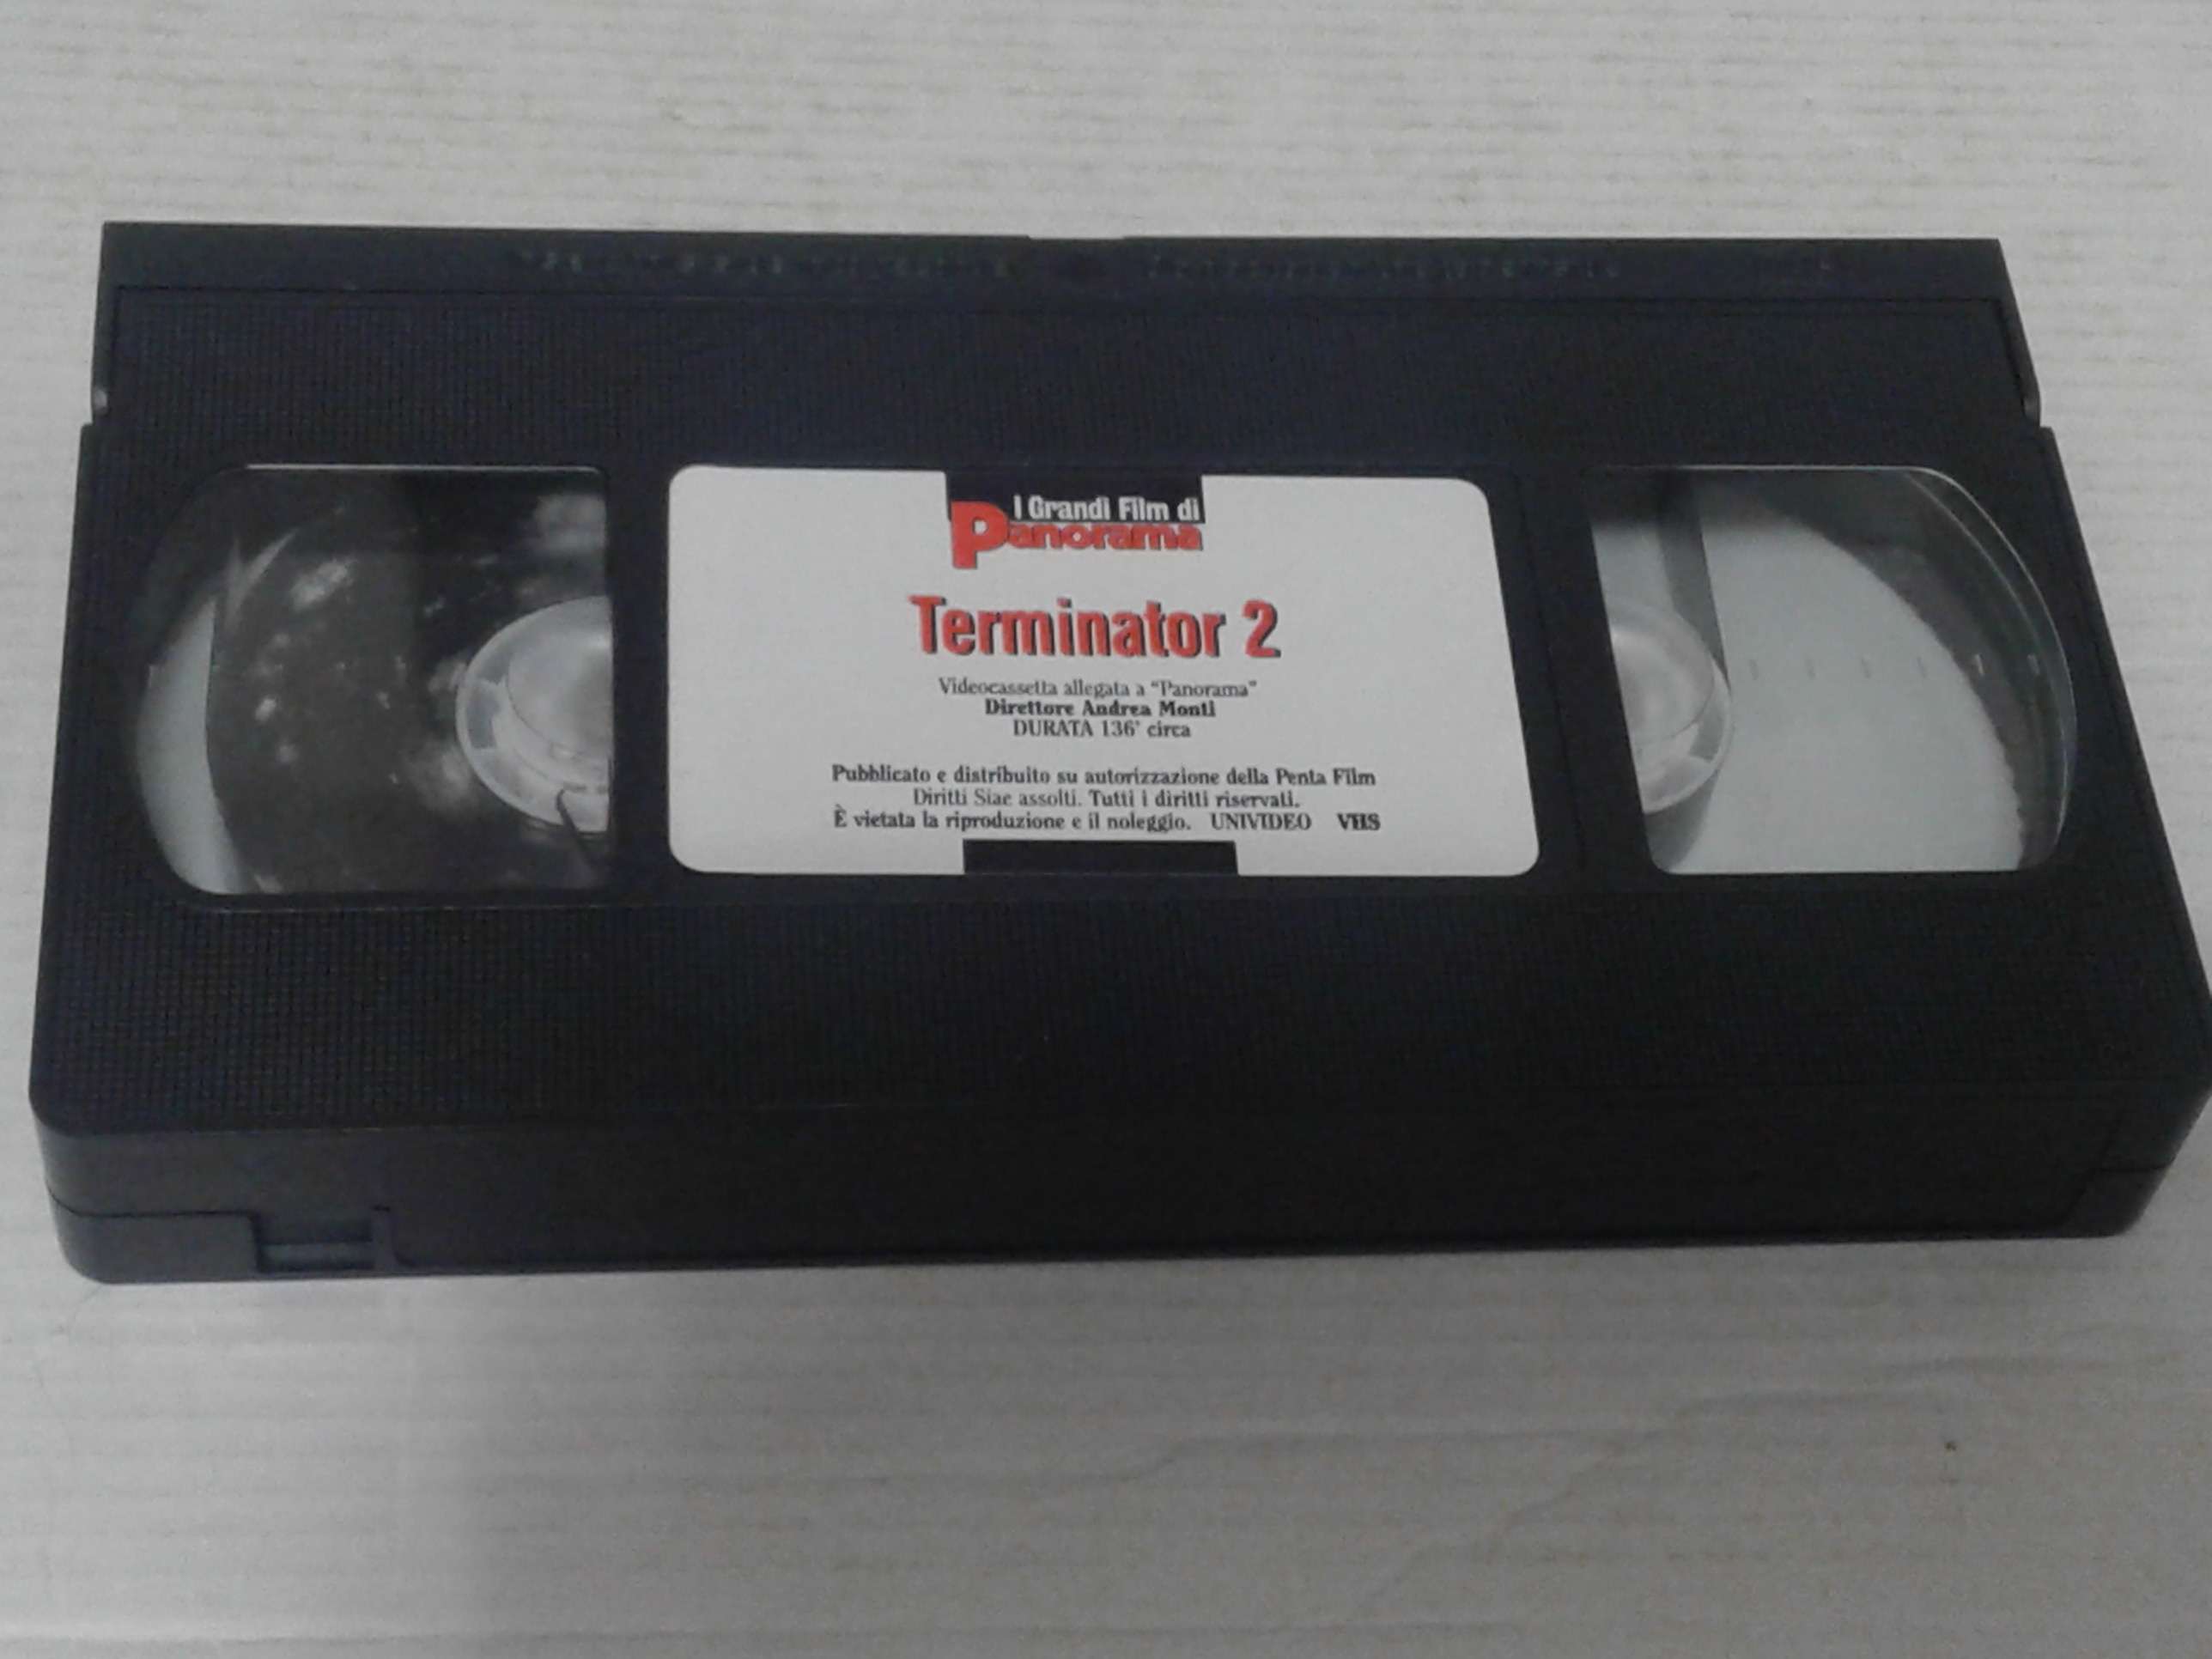 I Grandi Film di
Panorama
Terminator 2
Videocassetta allegata a "Panorama"
Direttore Andrea Monti
DURATA 136' circa
Pubblicato e distribuito su autorizzazione della Penta Film
Diritti Siae assolti. Tutti i diritti riservati.
È vietata la riproduzione e il noleggio. UNIVIDEO VHS